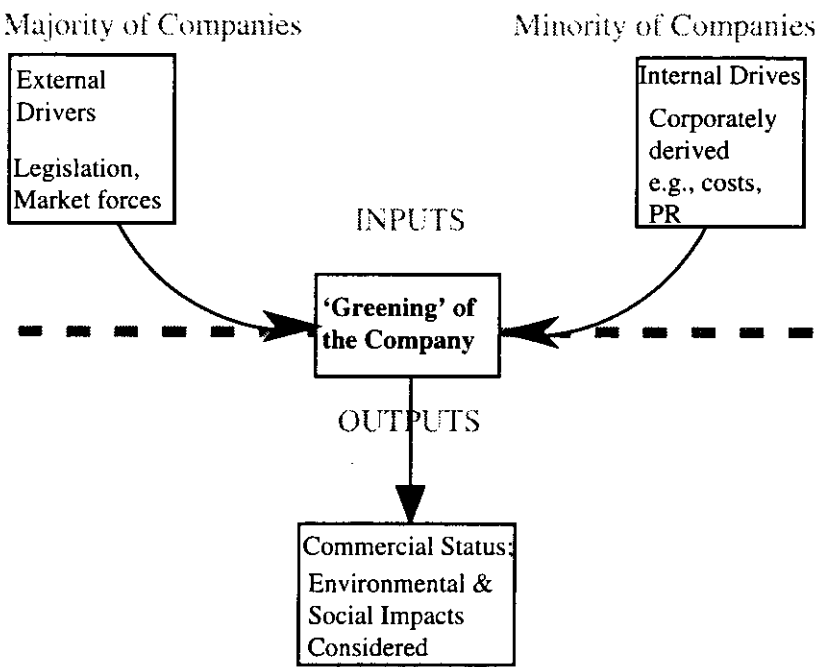 Majority of Companies
Minority of Companies
External
Drivers
Legislation,
Market forces
Internal Drives
Corporately
derived
e.g., costs,
PR
INPUTS
‘Greening’ of
the Company
OUTPUTS
Commercial Status;
Environmental &
Social Impacts
Considered